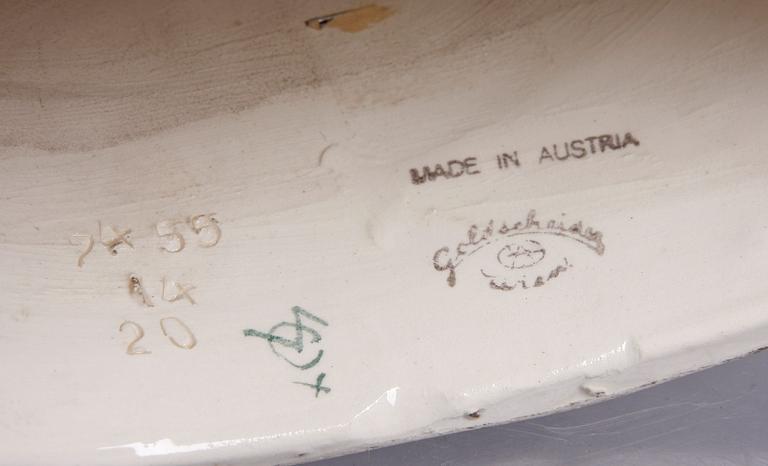 MADE IN AUSTRIA
Goldscheider
Wien
7455
14
20